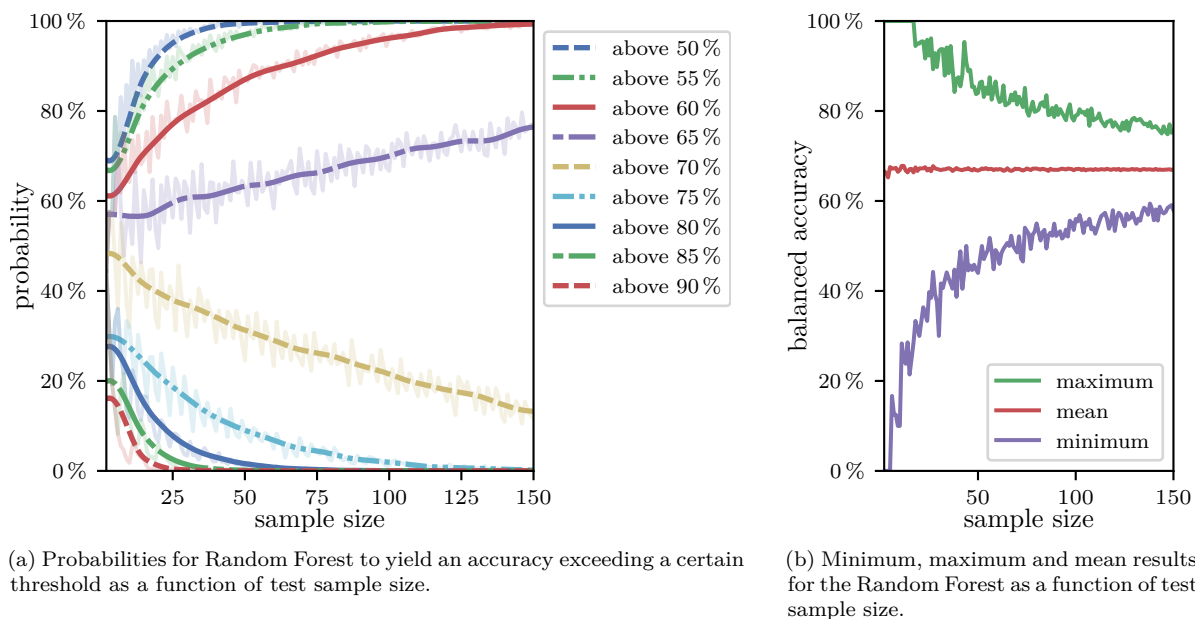 100 %
80 %
60 %
40 %
20 %
0 %
probability
25
50
75
100
125
150
sample size
above 50 %
above 55 %
above 60 %
above 65 %
above 70 %
above 75 %
above 80 %
above 85 %
above 90 %
(a) Probabilities for Random Forest to yield an accuracy exceeding a certain
threshold as a function of test sample size.
100 %
80 %
60 %
40 %
20 %
0 %
balanced accuracy
50
100
150
sample size
maximum
mean
minimum
(b) Minimum, maximum and mean results
for the Random Forest as a function of test
sample size.